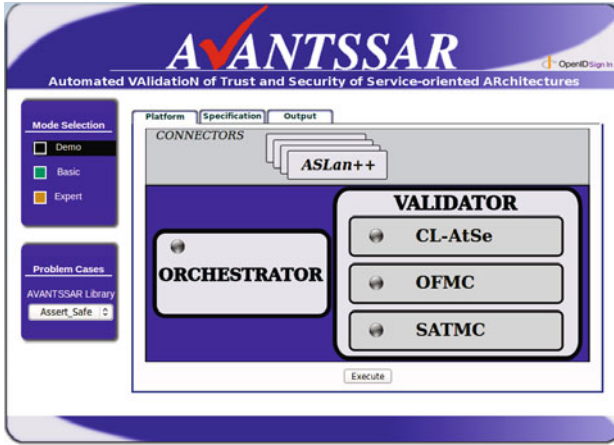 AVANTSSAR
OpenID Sign In
Automated VAlidatioN of Trust and Security of Service-oriented ARchitectures
Mode Selection
Demo
Basic
Expert
Problem Cases
AVANTSSAR Library
Assert_Safe
Platform Specification Output
CONNECTORS
ASLan++
ORCHESTRATOR
VALIDATOR
CL-AtSe
OFMC
SATMC
Execute